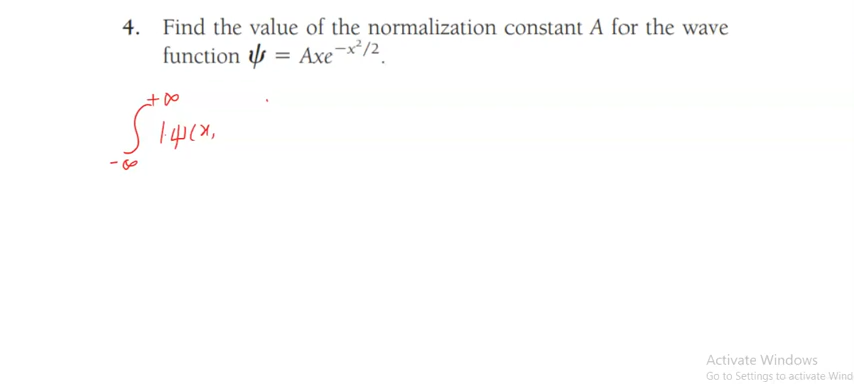 4. Find the value of the normalization constant A for the wave
function ψ = Axe^{−x²/2}.
+∞
∫ |ψ(x,
−∞
Activate Windows
Go to Settings to activate Wind